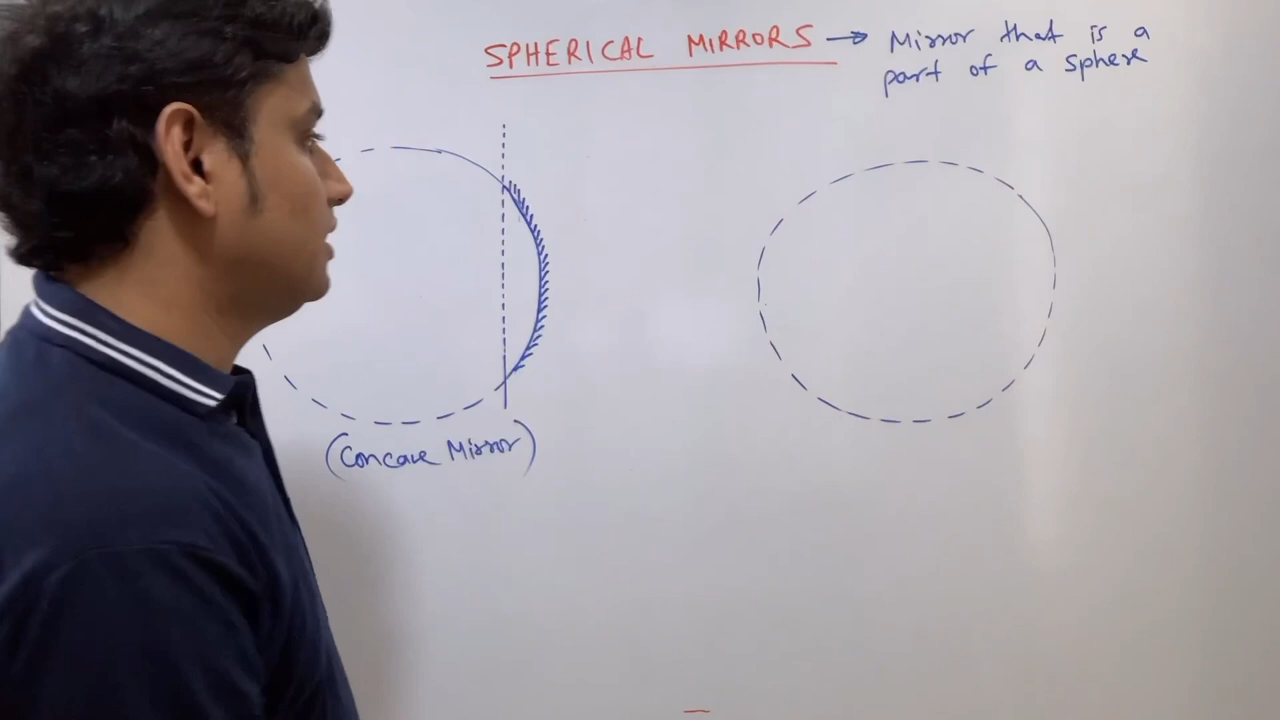 SPHERICAL MIRRORS → Mirror that is a
part of a sphere
(Concave Mirror)